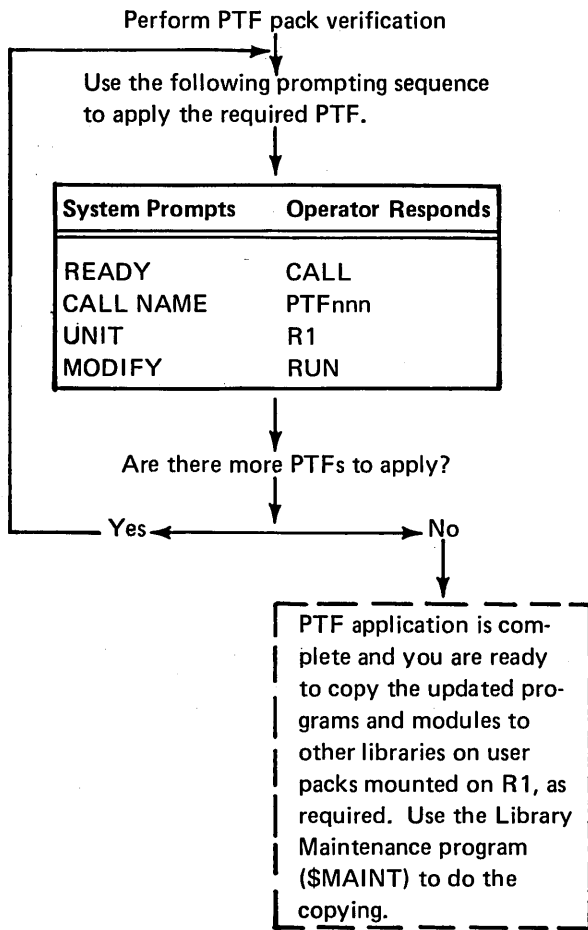 Perform PTF pack verification
Use the following prompting sequence
to apply the required PTF.
System Prompts Operator Responds
READY CALL
CALL NAME PTFnnn
UNIT R1
MODIFY RUN
Are there more PTFs to apply?
Yes No
PTF application is com-
plete and you are ready
to copy the updated pro-
grams and modules to
other libraries on user
packs mounted on R1, as
required. Use the Library
Maintenance program
($MAINT) to do the
copying.